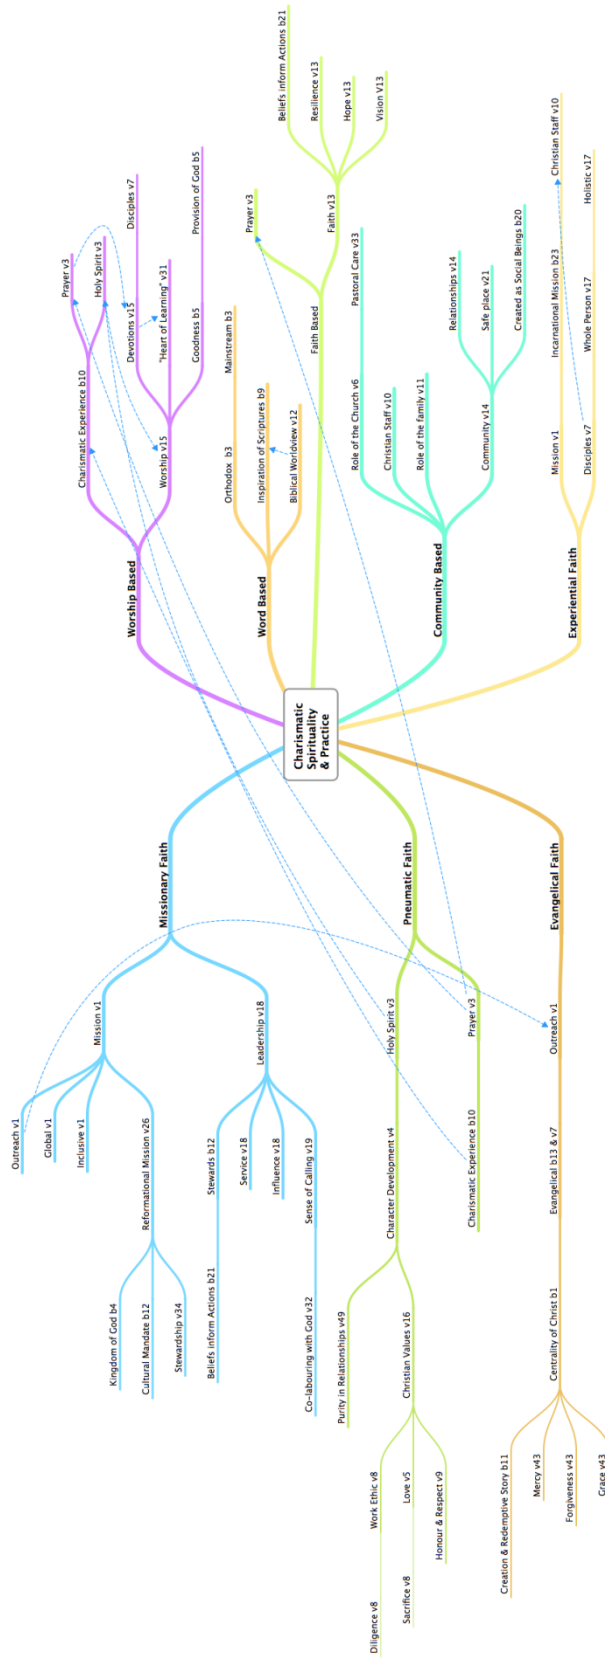 Charismatic
Spirituality
& Practice
Missionary Faith
Mission v1
Outreach v1
Global v1
Inclusive v1
Reformational Mission v26
Kingdom of God b4
Cultural Mandate b12
Stewardship v34
Leadership v18
Stewards b12
Beliefs inform Actions b21
Service v18
Influence v18
Sense of Calling v19
Co-labouring with God v32
Pneumatic Faith
Holy Spirit v3
Character Development v4
Purity in Relationships v49
Christian Values v16
Work Ethic v8
Diligence v8
Love v5
Sacrifice v8
Honour & Respect v9
Prayer v3
Charismatic Experience b10
Evangelical Faith
Outreach v1
Evangelical b13 & v7
Centrality of Christ b1
Creation & Redemptive Story b11
Mercy v43
Forgiveness v43
Grace v43
Worship Based
Charismatic Experience b10
Prayer v3
Holy Spirit v3
Worship v15
Devotions v15
Disciples v7
"Heart of Learning" v31
Goodness b5
Provision of God b5
Word Based
Orthodox b3
Mainstream b3
Inspiration of Scriptures b9
Biblical Worldview v12
Faith Based
Prayer v3
Faith v13
Beliefs inform Actions b21
Resilience v13
Hope v13
Vision V13
Community Based
Role of the Church v6
Pastoral Care v33
Christian Staff v10
Role of the family v11
Community v14
Relationships v14
Safe place v21
Created as Social Beings b20
Experiential Faith
Mission v1
Incarnational Mission b23
Christian Staff v10
Disciples v7
Whole Person v17
Holistic v17